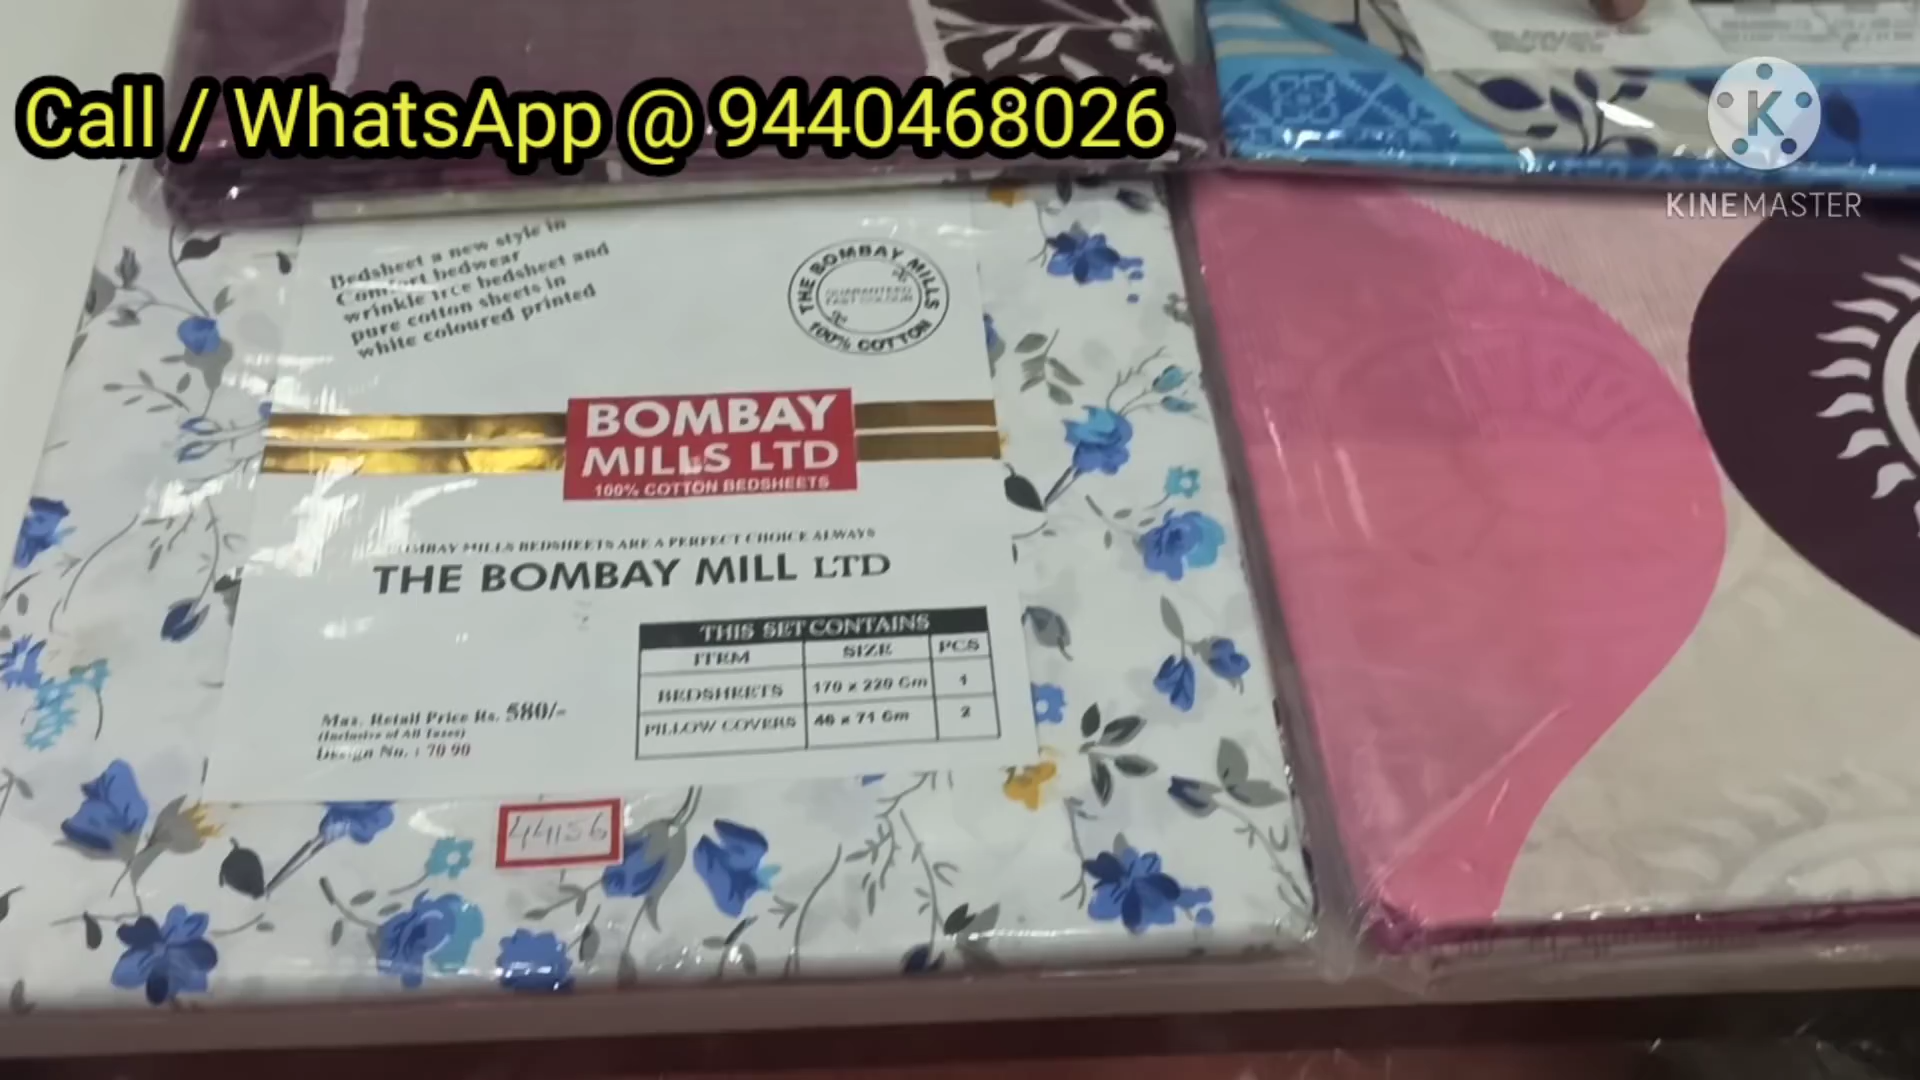 Call / WhatsApp @ 9440468026
K
KINEMASTER
Bedsheet a new style in
Comfort bedwear
wrinkle free bedsheet and
pure cotton sheets in
white coloured printed
THE BOMBAY MILLS
GUARANTEED
FAST COLOUR
100% COTTON
BOMBAY
MILLS LTD
100% COTTON BEDSHEETS
BOMBAY MILLS BEDSHEETS ARE A PERFECT CHOICE ALWAYS
THE BOMBAY MILL LTD
THIS SET CONTAINS
ITEM SIZE PCS
BEDSHEETS 170 x 220 Cm 1
PILLOW COVERS 46 x 71 Cm 2
Max. Retail Price Rs. 580/-
(Inclusive of All Taxes)
Design No. : 70 90
44156